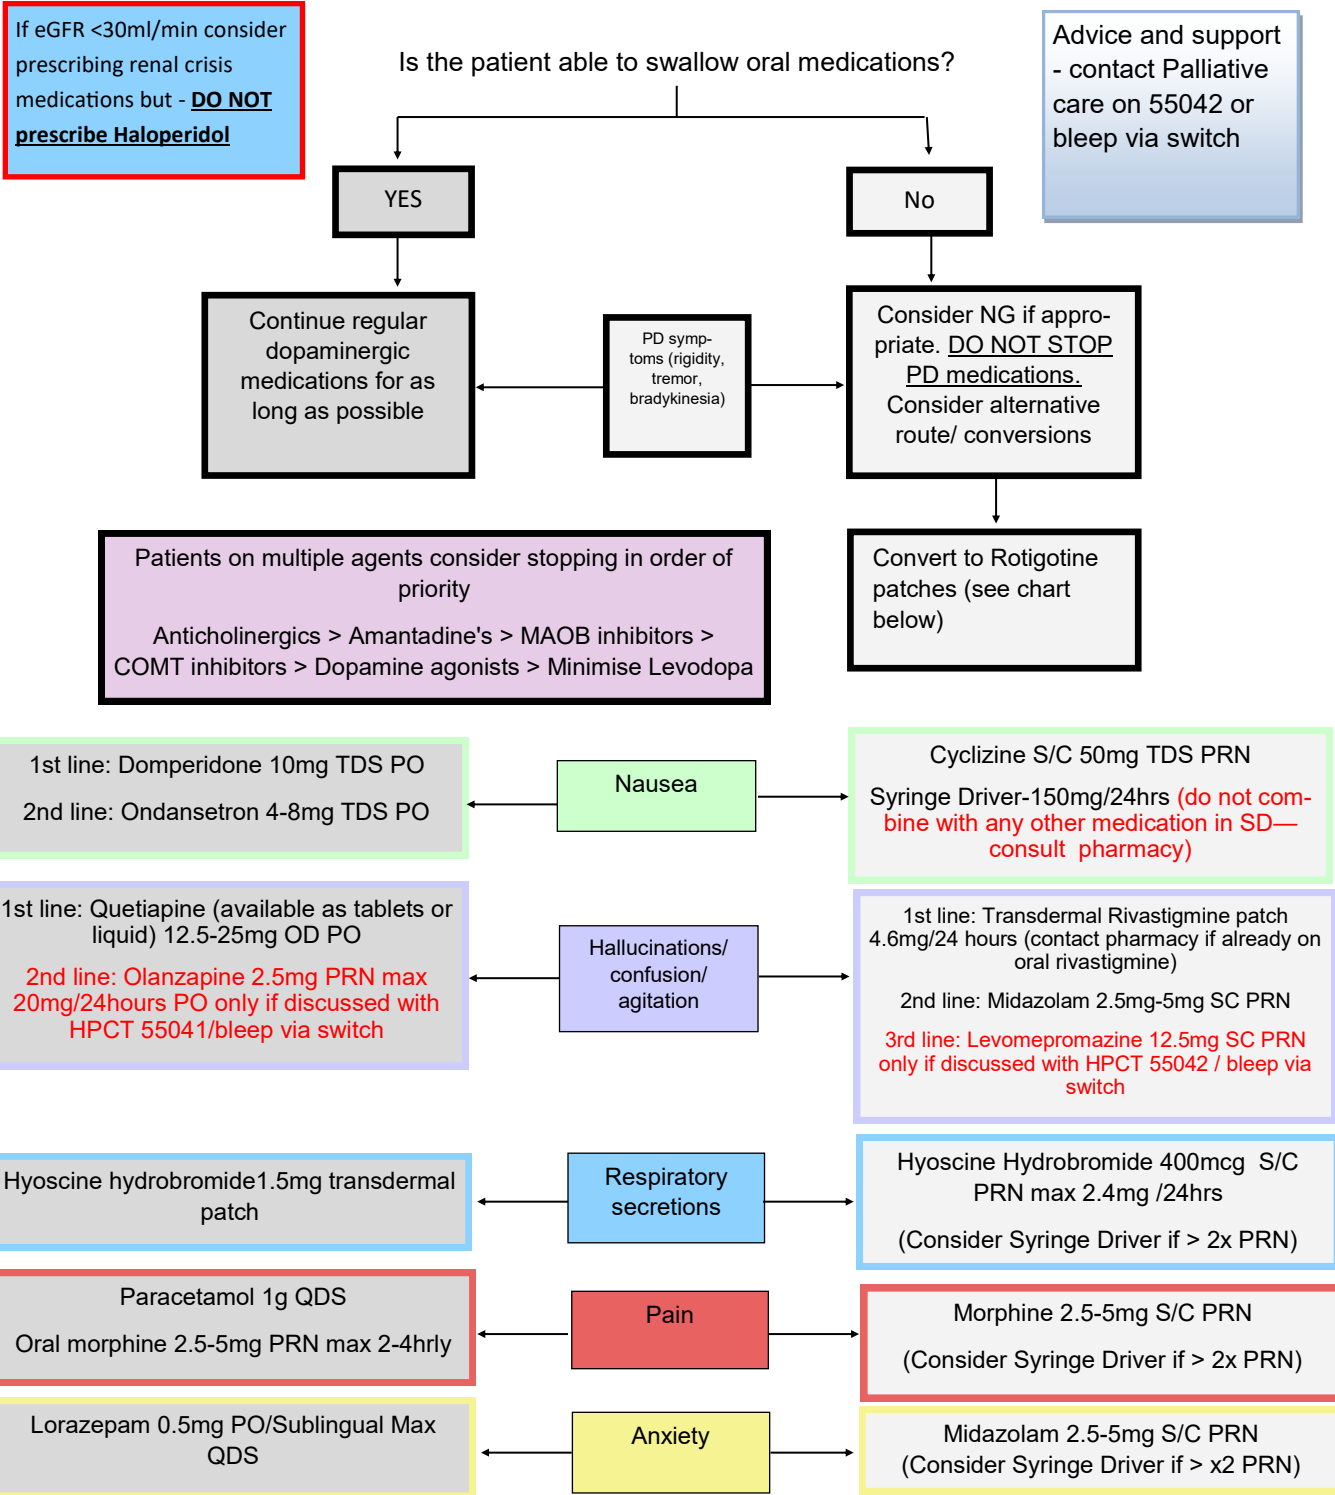 If eGFR <30ml/min consider
prescribing renal crisis
medications but - DO NOT
prescribe Haloperidol
Is the patient able to swallow oral medications?
Advice and support
- contact Palliative
care on 55042 or
bleep via switch
YES
No
Continue regular
dopaminergic
medications for as
long as possible
PD symp-
toms (rigidity,
tremor,
bradykinesia)
Consider NG if appro-
priate. DO NOT STOP
PD medications.
Consider alternative
route/ conversions
Patients on multiple agents consider stopping in order of
priority
Anticholinergics > Amantadine's > MAOB inhibitors >
COMT inhibitors > Dopamine agonists > Minimise Levodopa
Convert to Rotigotine
patches (see chart
below)
1st line: Domperidone 10mg TDS PO
2nd line: Ondansetron 4-8mg TDS PO
Nausea
Cyclizine S/C 50mg TDS PRN
Syringe Driver-150mg/24hrs (do not com-
bine with any other medication in SD—
consult pharmacy)
1st line: Quetiapine (available as tablets or
liquid) 12.5-25mg OD PO
2nd line: Olanzapine 2.5mg PRN max
20mg/24hours PO only if discussed with
HPCT 55041/bleep via switch
Hallucinations/
confusion/
agitation
1st line: Transdermal Rivastigmine patch
4.6mg/24 hours (contact pharmacy if already on
oral rivastigmine)
2nd line: Midazolam 2.5mg-5mg SC PRN
3rd line: Levomepromazine 12.5mg SC PRN
only if discussed with HPCT 55042 / bleep via
switch
Hyoscine hydrobromide1.5mg transdermal
patch
Respiratory
secretions
Hyoscine Hydrobromide 400mcg S/C
PRN max 2.4mg /24hrs
(Consider Syringe Driver if > 2x PRN)
Paracetamol 1g QDS
Oral morphine 2.5-5mg PRN max 2-4hrly
Pain
Morphine 2.5-5mg S/C PRN
(Consider Syringe Driver if > 2x PRN)
Lorazepam 0.5mg PO/Sublingual Max
QDS
Anxiety
Midazolam 2.5-5mg S/C PRN
(Consider Syringe Driver if > x2 PRN)